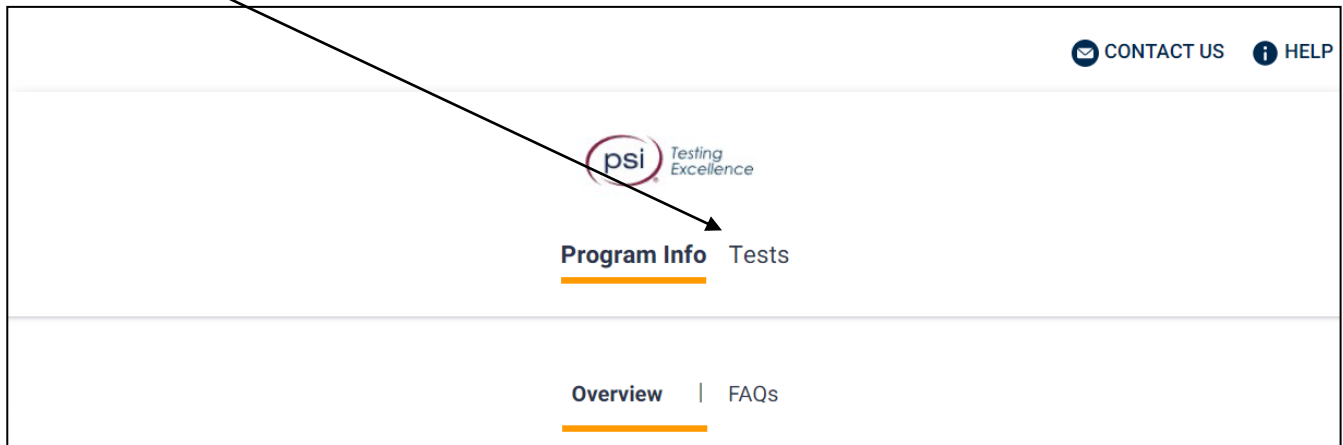 CONTACT US HELP
psi Testing
Excellence
Program Info Tests
Overview | FAQs